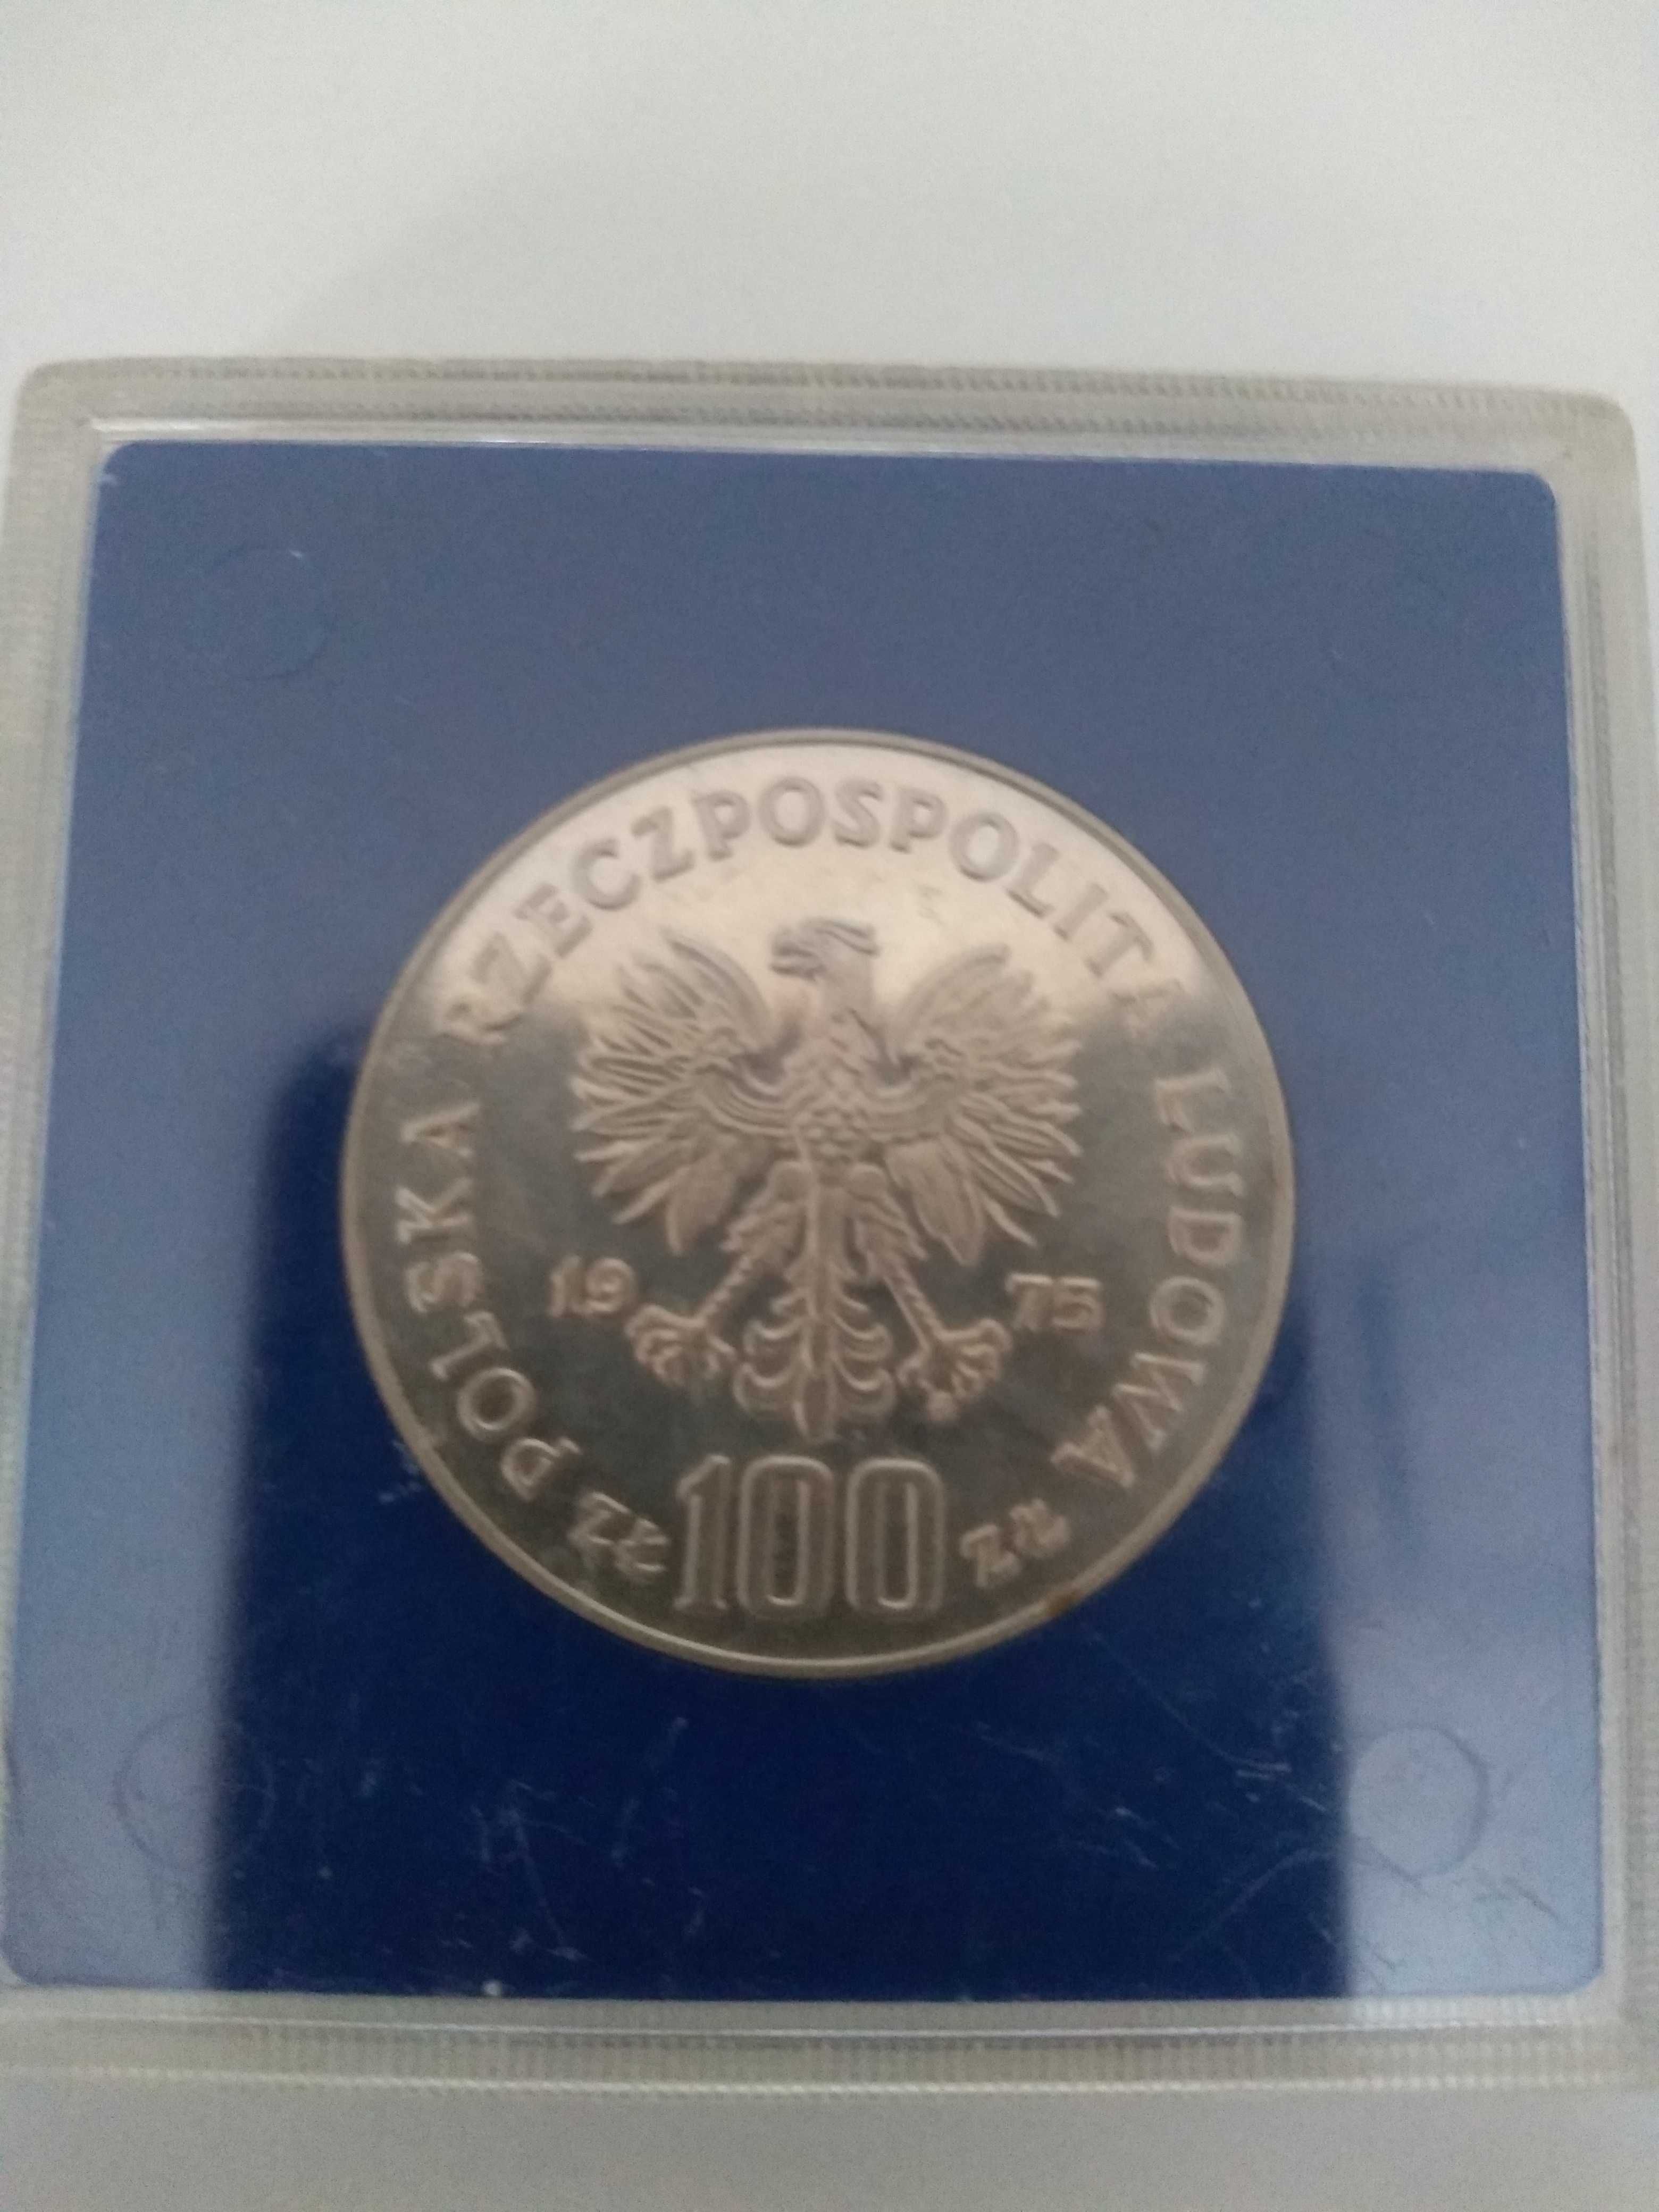 POLSKA RZECZPOSPOLITA LUDOWA
19 75
ZŁ 100 ZŁ